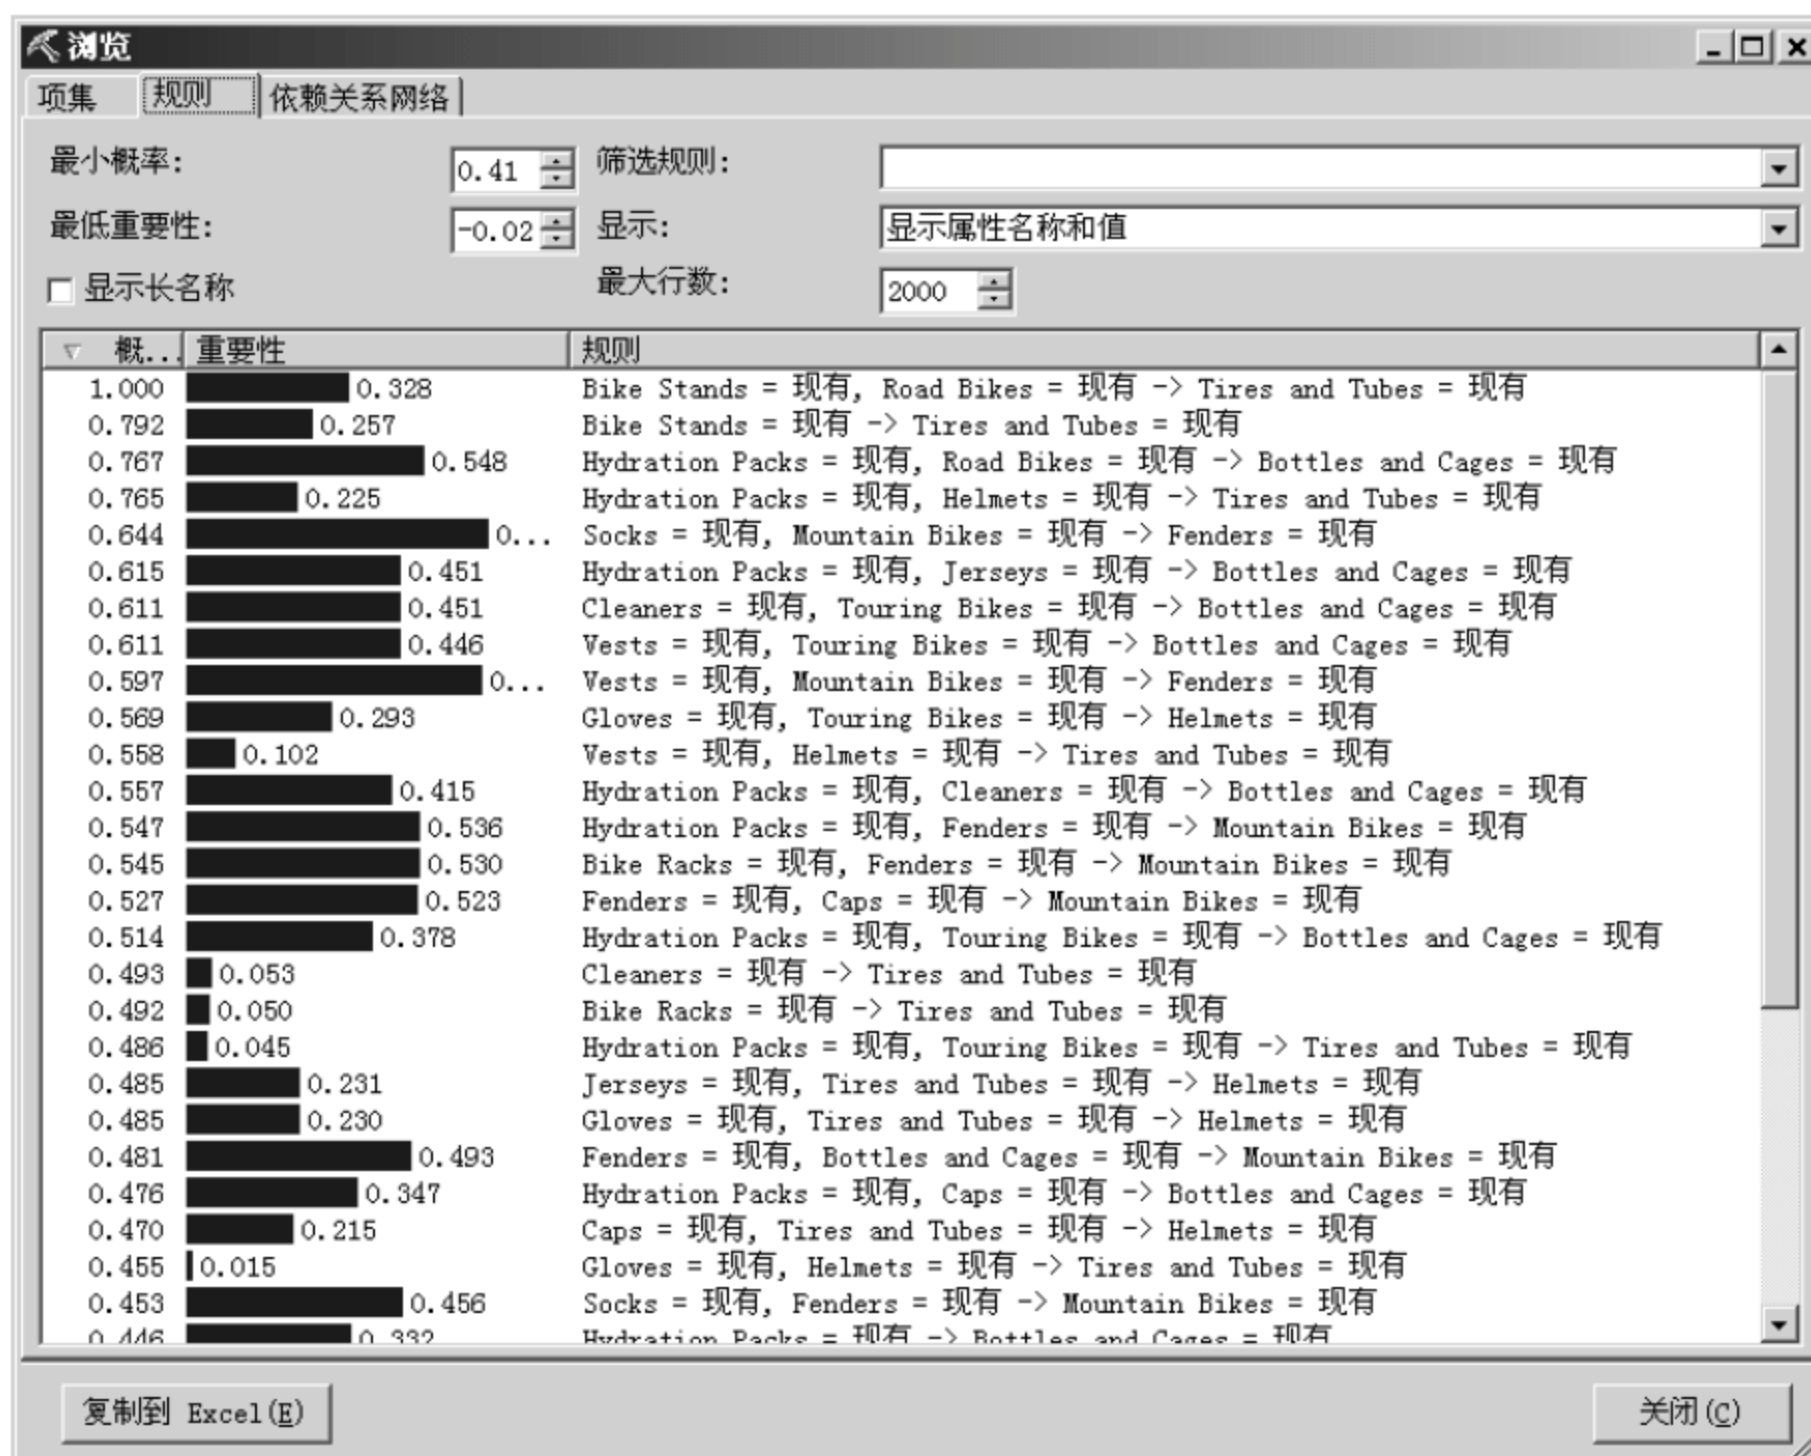 浏览
项集 规则 依赖关系网络
最小概率: 0.41 筛选规则:
最低重要性: -0.02 显示: 显示属性名称和值
显示长名称 最大行数: 2000
概... 重要性 规则
1.000 0.328 Bike Stands = 现有, Road Bikes = 现有 -> Tires and Tubes = 现有
0.792 0.257 Bike Stands = 现有 -> Tires and Tubes = 现有
0.767 0.548 Hydration Packs = 现有, Road Bikes = 现有 -> Bottles and Cages = 现有
0.765 0.225 Hydration Packs = 现有, Helmets = 现有 -> Tires and Tubes = 现有
0.644 0... Socks = 现有, Mountain Bikes = 现有 -> Fenders = 现有
0.615 0.451 Hydration Packs = 现有, Jerseys = 现有 -> Bottles and Cages = 现有
0.611 0.451 Cleaners = 现有, Touring Bikes = 现有 -> Bottles and Cages = 现有
0.611 0.446 Vests = 现有, Touring Bikes = 现有 -> Bottles and Cages = 现有
0.597 0... Vests = 现有, Mountain Bikes = 现有 -> Fenders = 现有
0.569 0.293 Gloves = 现有, Touring Bikes = 现有 -> Helmets = 现有
0.558 0.102 Vests = 现有, Helmets = 现有 -> Tires and Tubes = 现有
0.557 0.415 Hydration Packs = 现有, Cleaners = 现有 -> Bottles and Cages = 现有
0.547 0.536 Hydration Packs = 现有, Fenders = 现有 -> Mountain Bikes = 现有
0.545 0.530 Bike Racks = 现有, Fenders = 现有 -> Mountain Bikes = 现有
0.527 0.523 Fenders = 现有, Caps = 现有 -> Mountain Bikes = 现有
0.514 0.378 Hydration Packs = 现有, Touring Bikes = 现有 -> Bottles and Cages = 现有
0.493 0.053 Cleaners = 现有 -> Tires and Tubes = 现有
0.492 0.050 Bike Racks = 现有 -> Tires and Tubes = 现有
0.486 0.045 Hydration Packs = 现有, Touring Bikes = 现有 -> Tires and Tubes = 现有
0.485 0.231 Jerseys = 现有, Tires and Tubes = 现有 -> Helmets = 现有
0.485 0.230 Gloves = 现有, Tires and Tubes = 现有 -> Helmets = 现有
0.481 0.493 Fenders = 现有, Bottles and Cages = 现有 -> Mountain Bikes = 现有
0.476 0.347 Hydration Packs = 现有, Caps = 现有 -> Bottles and Cages = 现有
0.470 0.215 Caps = 现有, Tires and Tubes = 现有 -> Helmets = 现有
0.455 0.015 Gloves = 现有, Helmets = 现有 -> Tires and Tubes = 现有
0.453 0.456 Socks = 现有, Fenders = 现有 -> Mountain Bikes = 现有
0.446 0.332 Hydration Packs = 现有 -> Bottles and Cages = 现有
复制到 Excel(E) 关闭(C)